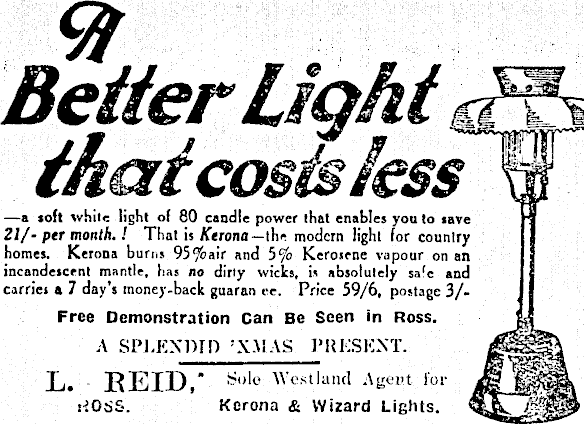 A
Better Light
that costs less
—a soft white light of 80 candle power that enables you to save
21/- per month. ! That is Kerona—the modern light for country
homes. Kerona burns 95% air and 5% Kerosene vapour on an
incandescent mantle, has no dirty wicks, is absolutely safe and
carries a 7 day's money-back guaran ee. Price 59/6, postage 3/-
Free Demonstration Can Be Seen in Ross.
A SPLENDID 'XMAS PRESENT.
L. REID, Sole Westland Agent for
ROSS. Kerona & Wizard Lights.